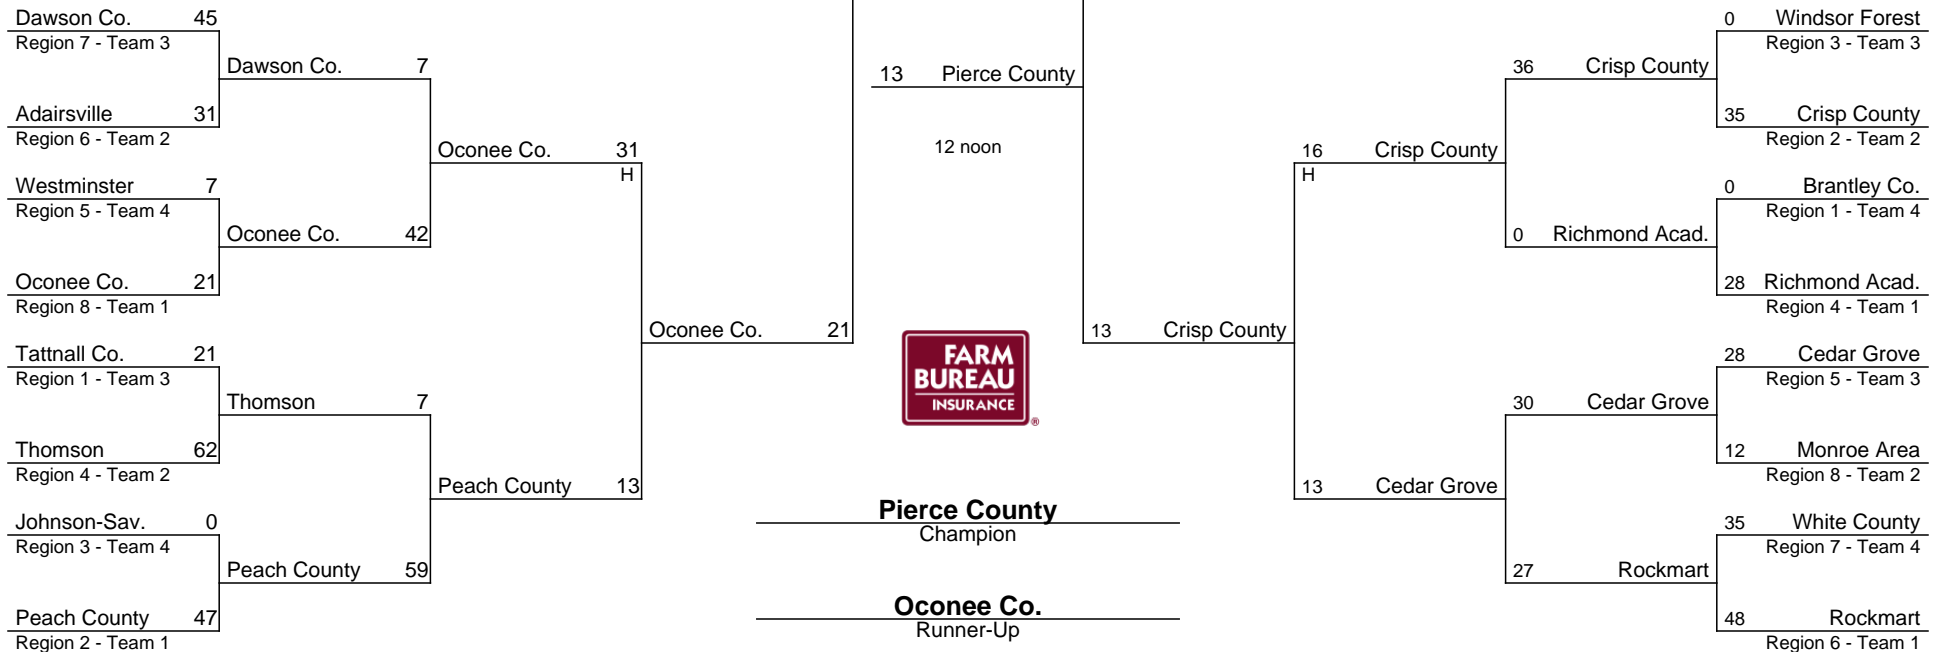 Dawson Co. 45
Region 7 - Team 3
Dawson Co. 7
Adairsville 31
Region 6 - Team 2
Oconee Co. 31
H
Westminster 7
Region 5 - Team 4
Oconee Co. 42
Oconee Co. 21
Region 8 - Team 1
Oconee Co. 21
Tattnall Co. 21
Region 1 - Team 3
Thomson 7
Thomson 62
Region 4 - Team 2
Peach County 13
Johnson-Sav. 0
Region 3 - Team 4
Peach County 59
Peach County 47
Region 2 - Team 1
13 Pierce County
12 noon
FARM
BUREAU
INSURANCE
®
Pierce County
Champion
Oconee Co.
Runner-Up
0 Windsor Forest
Region 3 - Team 3
36 Crisp County
35 Crisp County
Region 2 - Team 2
16 Crisp County
H
0 Brantley Co.
Region 1 - Team 4
0 Richmond Acad.
28 Richmond Acad.
Region 4 - Team 1
13 Crisp County
28 Cedar Grove
Region 5 - Team 3
30 Cedar Grove
12 Monroe Area
Region 8 - Team 2
13 Cedar Grove
35 White County
Region 7 - Team 4
27 Rockmart
48 Rockmart
Region 6 - Team 1